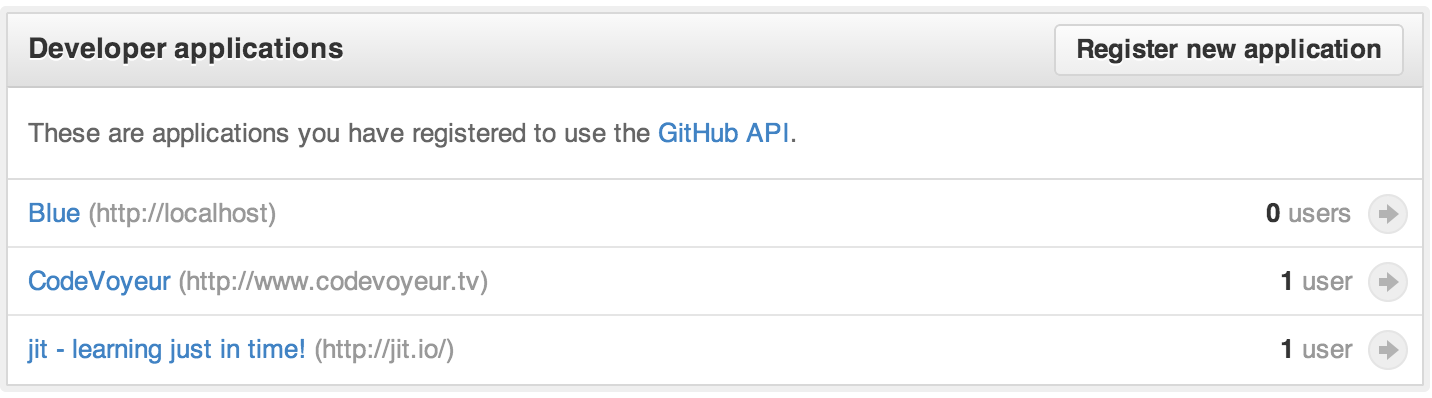 Developer applications
Register new application
These are applications you have registered to use the GitHub API.
Blue (http://localhost) 0 users
CodeVoyeur (http://www.codevoyeur.tv) 1 user
jit - learning just in time! (http://jit.io/) 1 user